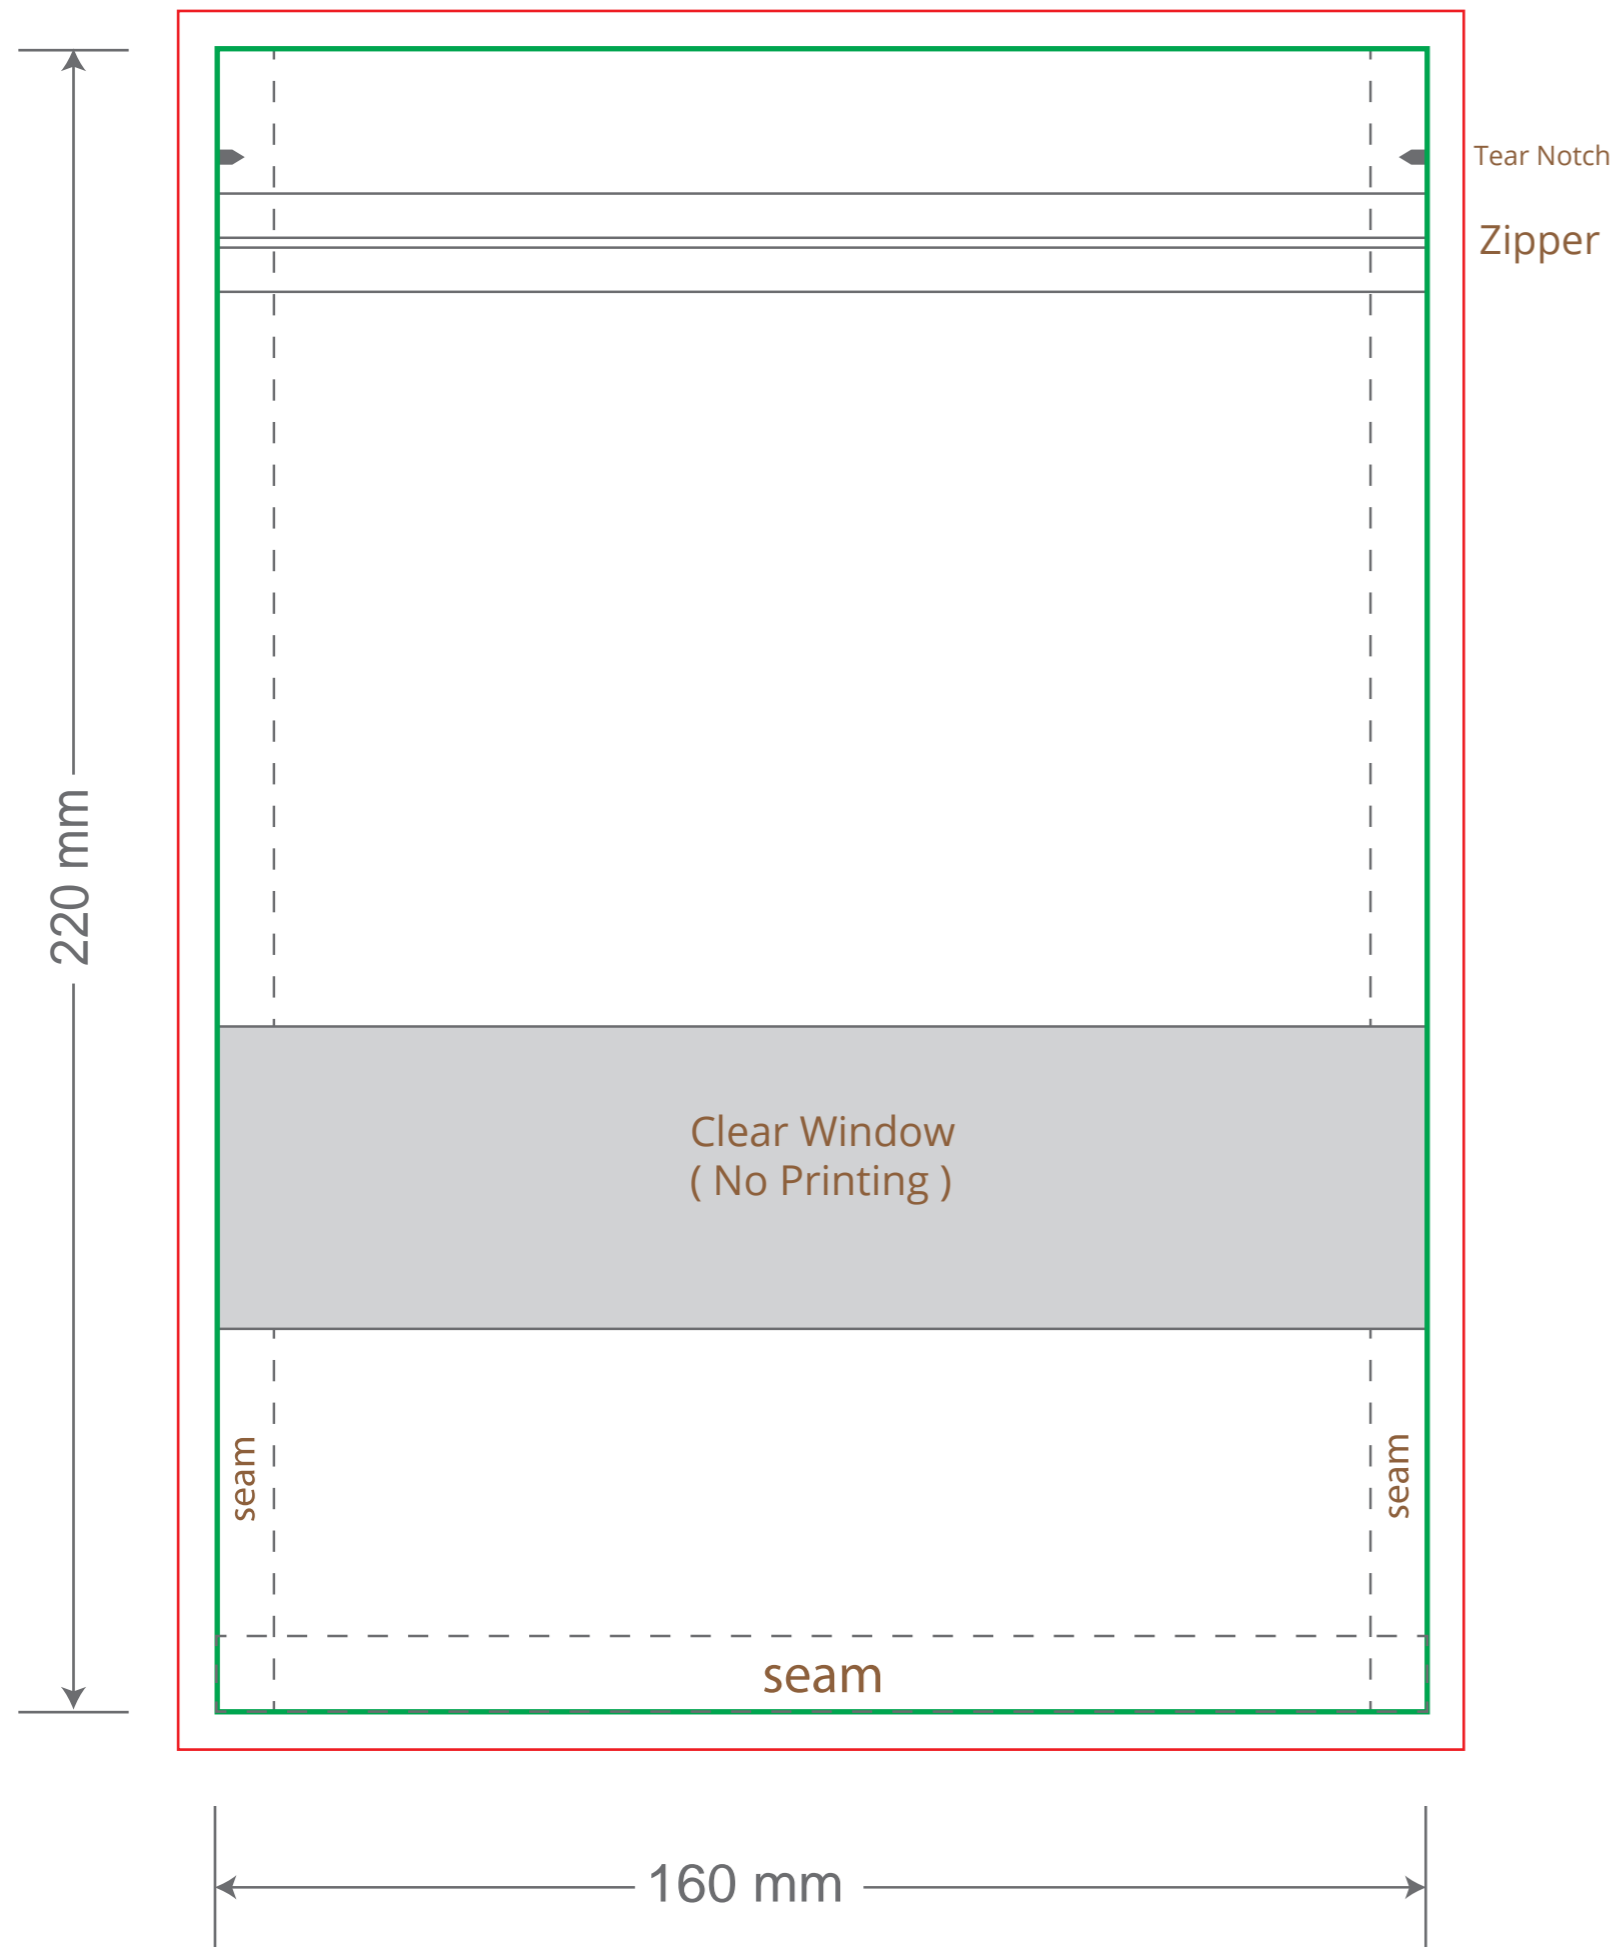 Tear Notch
Zipper
220 mm
Clear Window
( No Printing )
seam
seam
seam
160 mm